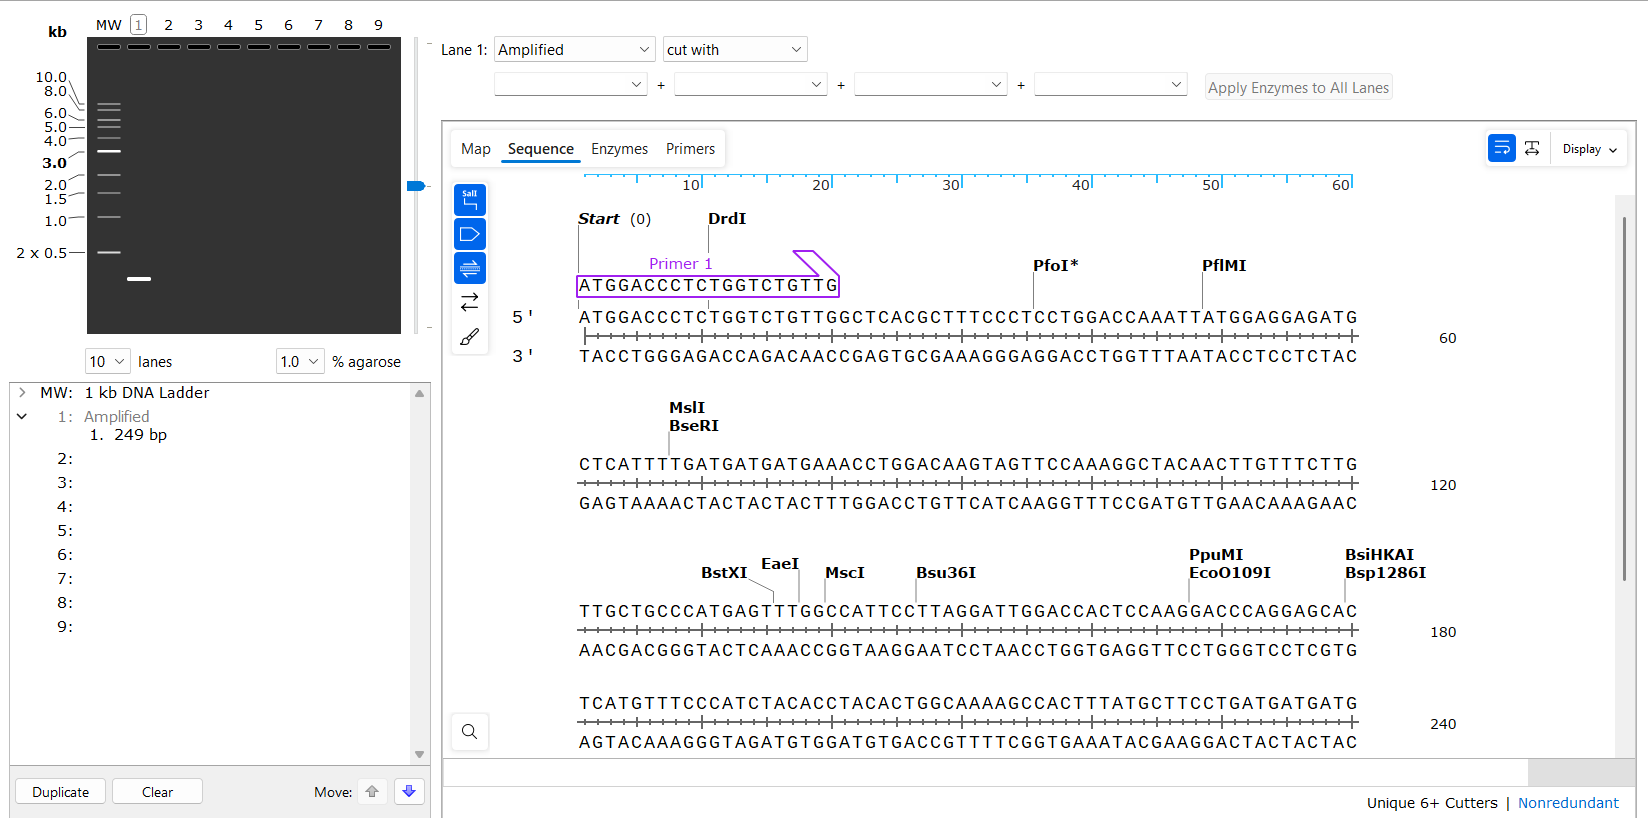 kb
MW 1 2 3 4 5 6 7 8 9
10.0
8.0
6.0
5.0
4.0
3.0
2.0
1.5
1.0
2 x 0.5
10 lanes 1.0 % agarose
MW: 1 kb DNA Ladder
1: Amplified
1. 249 bp
2:
3:
4:
5:
6:
7:
8:
9:
Duplicate Clear Move:
Lane 1: Amplified cut with
+ + + Apply Enzymes to All Lanes
Map Sequence Enzymes Primers Display
SalI
10 20 30 40 50 60
Start (0) DrdI
Primer 1 PfoI* PflMI
ATGGACCCTCTGGTCTGTTG
5' ATGGACCCTCTGGTCTGTTGGCTCACGCTTTCCCTCCTGGACCAAATTATGGAGGAGATG
60
3' TACCTGGGAGACCAGACAACCGAGTGCGAAAGGGAGGACCTGGTTTAATACCTCCTCTAC
MslI
BseRI
CTCATTTTGATGATGATGAAACCTGGACAAGTAGTTCCAAAGGCTACAACTTGTTTCTTG
120
GAGTAAAACTACTACTACTTTGGACCTGTTCATCAAGGTTTCCGATGTTGAACAAAGAAC
PpuMI BsiHKAI
BstXI EaeI MscI Bsu36I EcoO109I Bsp1286I
TTGCTGCCCATGAGTTTGGCCATTCCTTAGGATTGGACCACTCCAAGGACCCAGGAGCAC
180
AACGACGGGTACTCAAACCGGTAAGGAATCCTAACCTGGTGAGGTTCCTGGGTCCTCGTG
TCATGTTTCCCATCTACACCTACACTGGCAAAAGCCACTTTATGCTTCCTGATGATGATG
240
AGTACAAAGGGTAGATGTGGATGTGACCGTTTTCGGTGAAATACGAAGGACTACTACTAC
Unique 6+ Cutters | Nonredundant